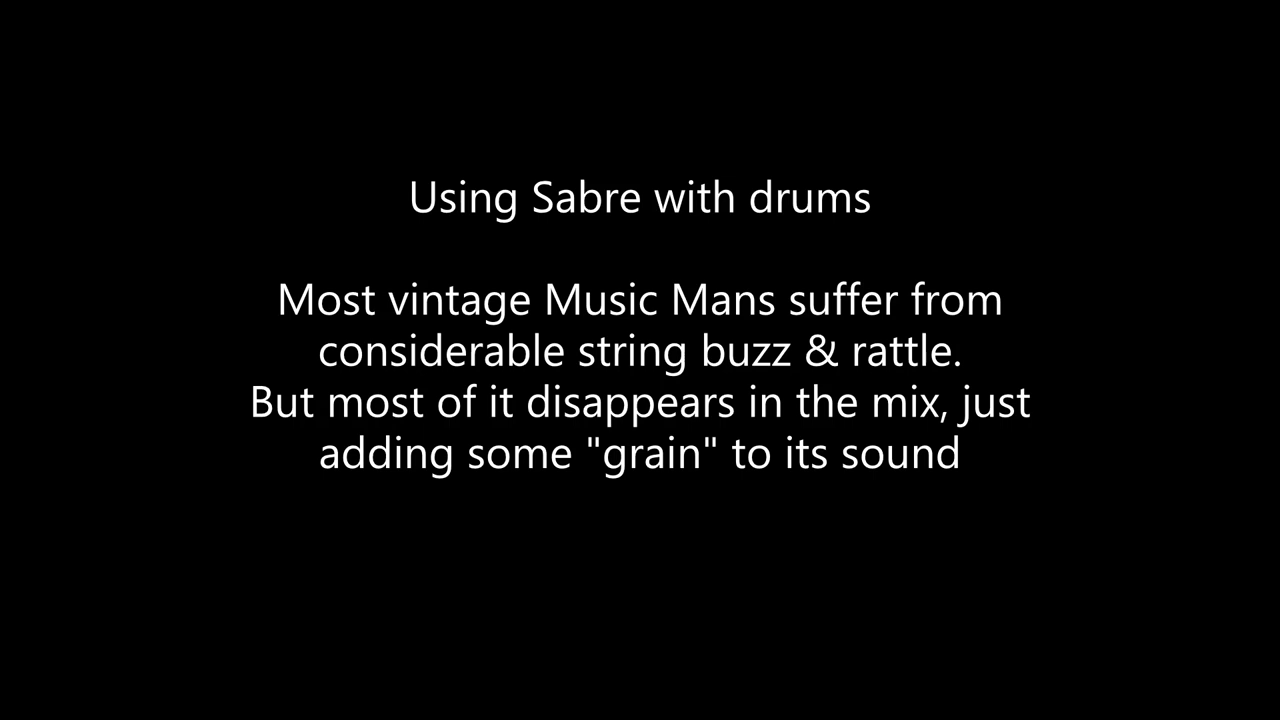 Using Sabre with drums
Most vintage Music Mans suffer from
considerable string buzz & rattle.
But most of it disappears in the mix, just
adding some "grain" to its sound